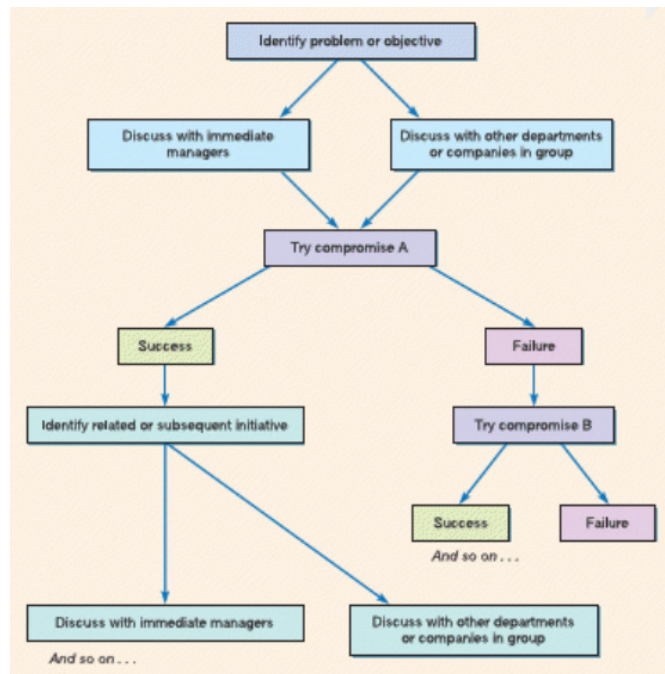 Identify problem or objective
Discuss with immediate
managers
Discuss with other departments
or companies in group
Try compromise A
Success
Failure
Identify related or subsequent initiative
Try compromise B
Success
Failure
And so on . . .
Discuss with immediate managers
Discuss with other departments
or companies in group
And so on . . .